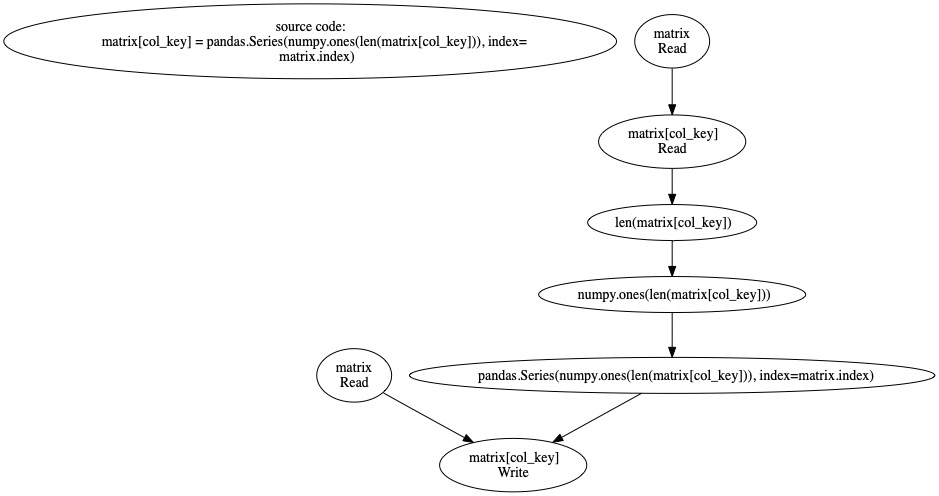 source code:
matrix[col_key] = pandas.Series(numpy.ones(len(matrix[col_key])), index=
matrix.index)
matrix
Read
matrix[col_key]
Read
len(matrix[col_key])
numpy.ones(len(matrix[col_key]))
matrix
Read
pandas.Series(numpy.ones(len(matrix[col_key])), index=matrix.index)
matrix[col_key]
Write